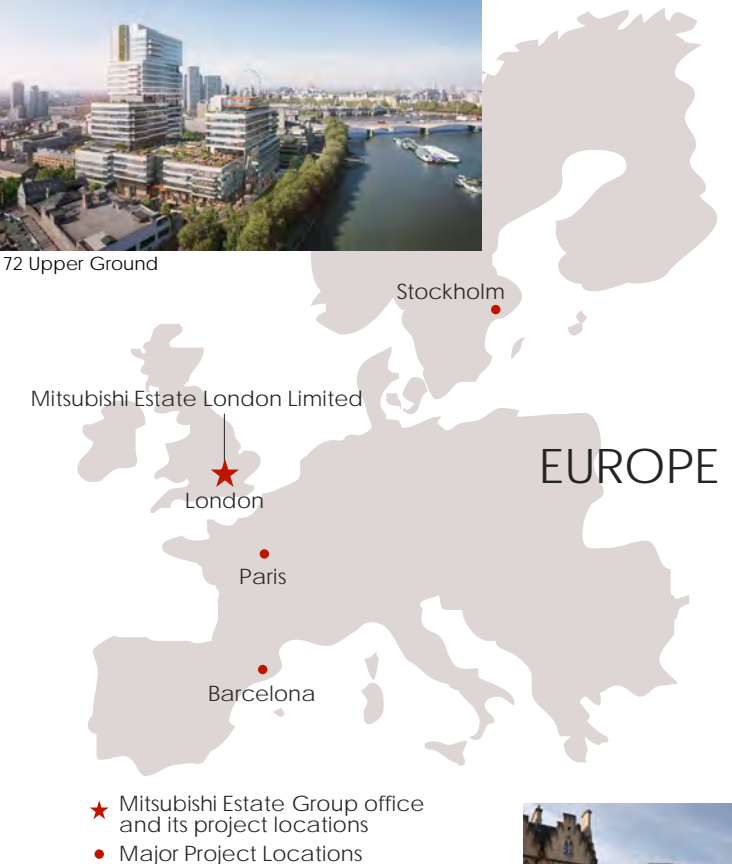 72 Upper Ground
Stockholm
Mitsubishi Estate London Limited
EUROPE
London
Paris
Barcelona
Mitsubishi Estate Group office
and its project locations
Major Project Locations